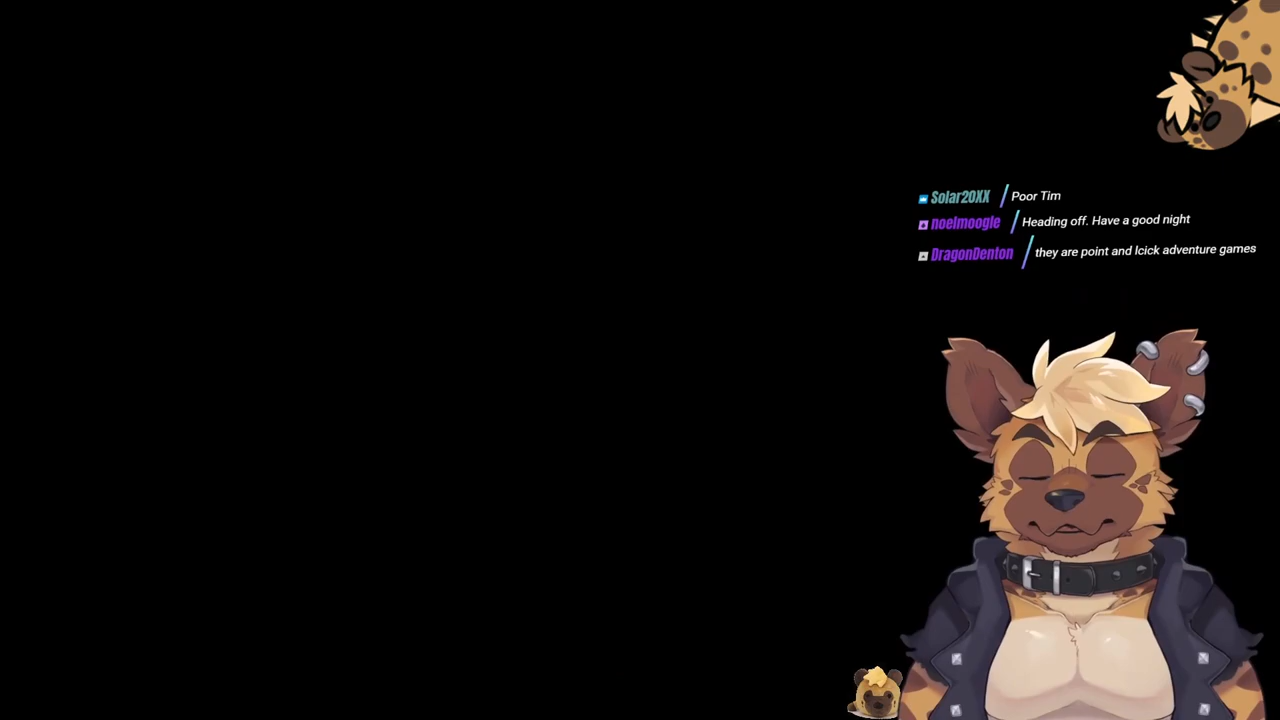 Solar20XX / Poor Tim
noelmoogle / Heading off. Have a good night
DragonDenton / they are point and lcick adventure games